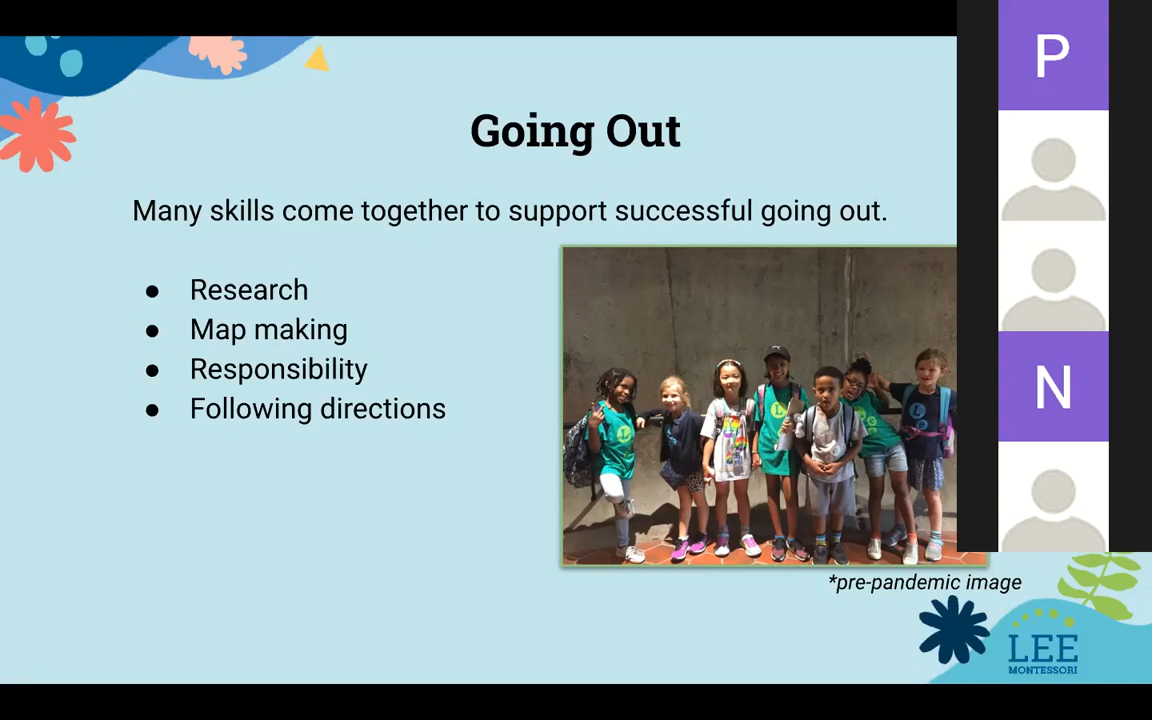 Going Out
Many skills come together to support successful going out.
● Research
● Map making
● Responsibility
● Following directions
*pre-pandemic image
LEE
MONTESSORI
P
N